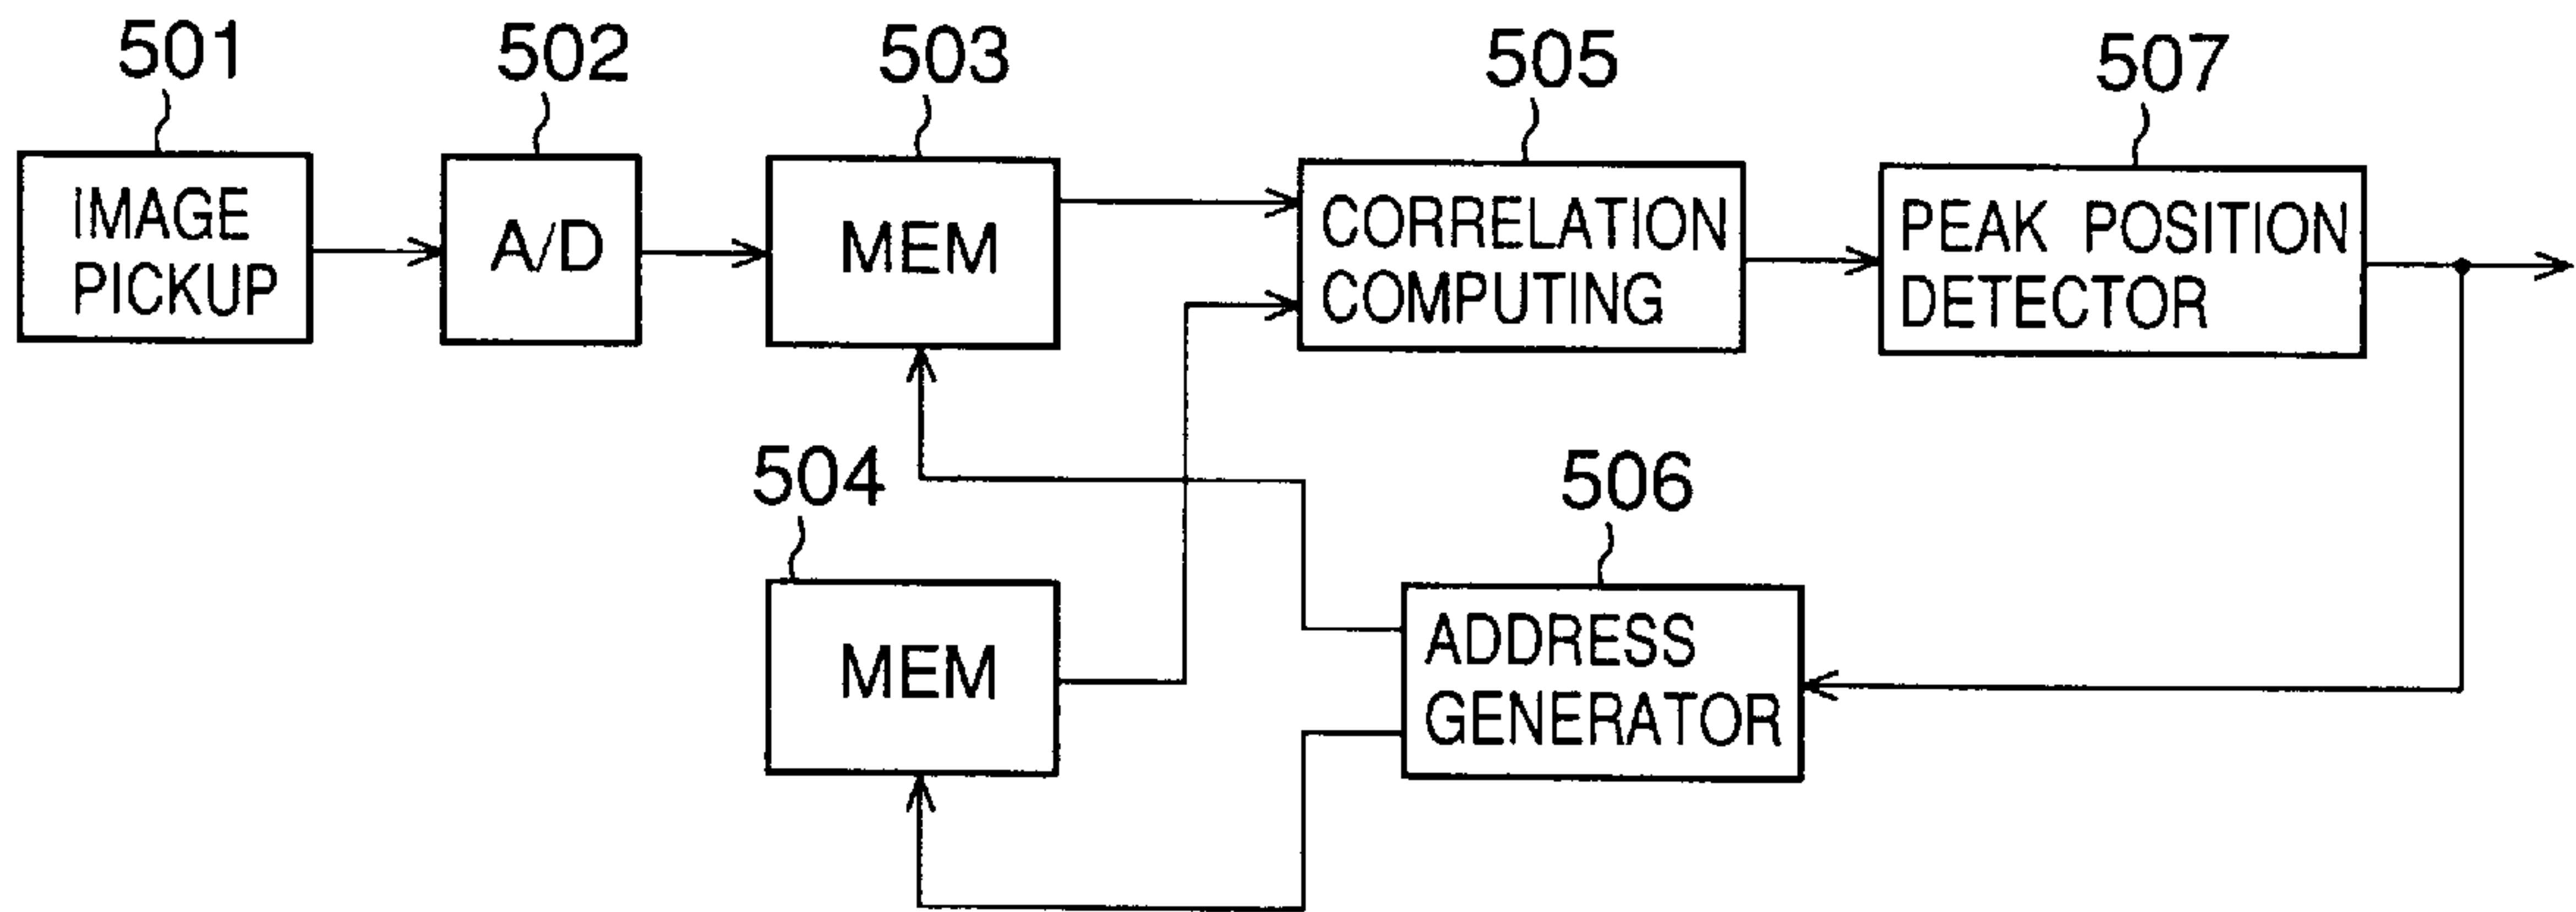 501
502
503
505
507
IMAGE
PICKUP
A/D
MEM
CORRELATION
COMPUTING
PEAK POSITION
DETECTOR
504
506
MEM
ADDRESS
GENERATOR